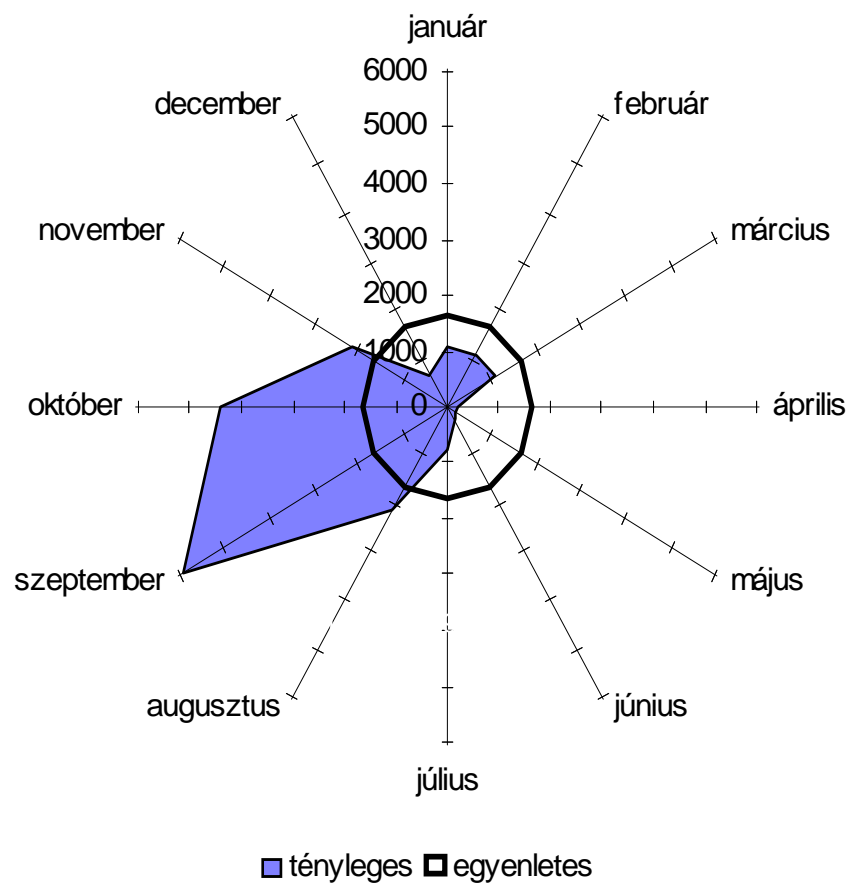 január
6000
december
február
5000
4000
november
március
3000
2000
1000
október
0
április
szeptember
május
augusztus
június
július
tényleges egyenletes